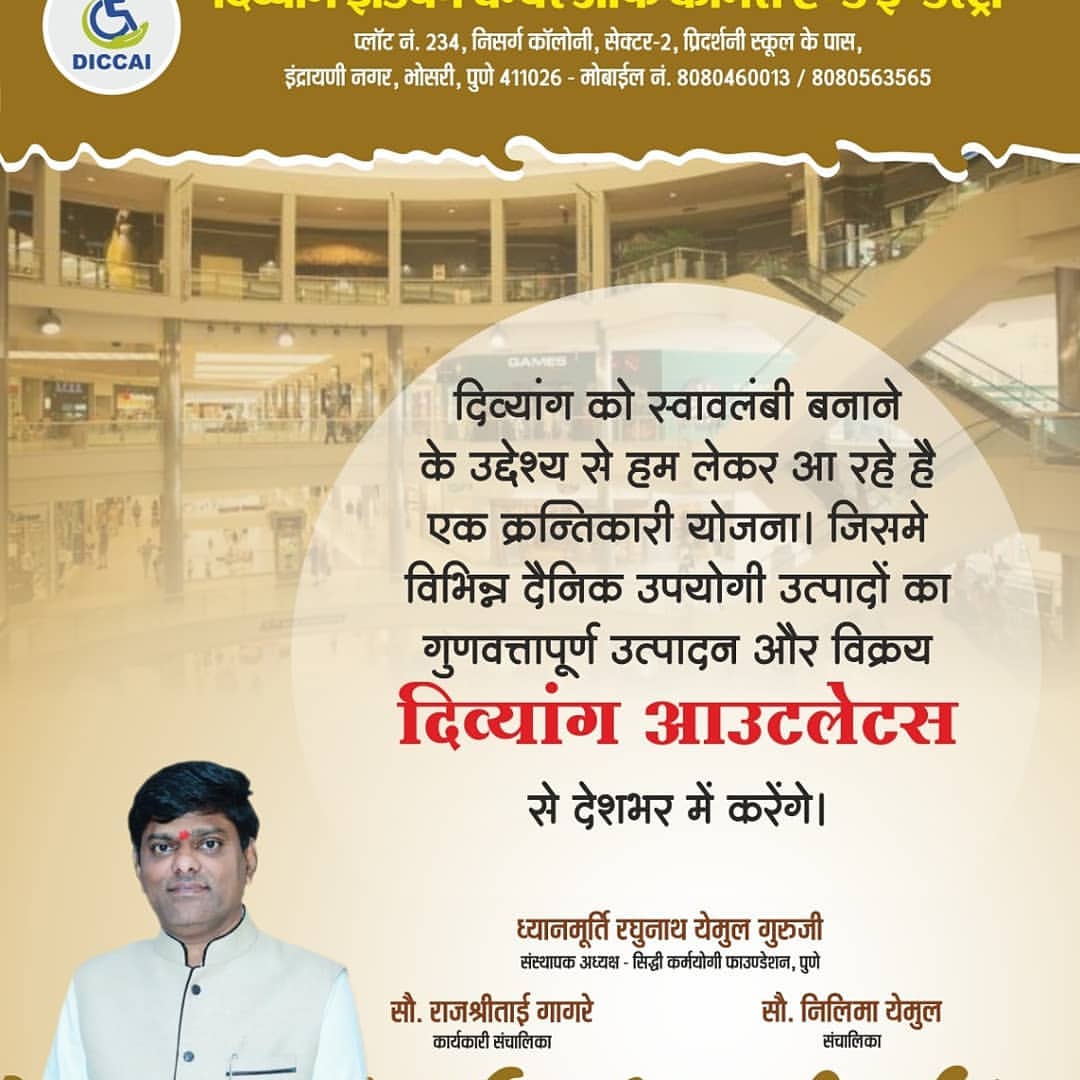 DICCAI
प्लॉट नं. 234, निसर्ग कॉलोनी, सेक्टर-2, प्रिदर्शनी स्कूल के पास,
इंद्रायणी नगर, भोसरी, पुणे 411026 - मोबाईल नं. 8080460013 / 8080563565
GAMES
दिव्यांग को स्वावलंबी बनाने
के उद्देश्य से हम लेकर आ रहे है
एक क्रन्तिकारी योजना। जिसमे
विभिन्न दैनिक उपयोगी उत्पादों का
गुणवत्तापूर्ण उत्पादन और विक्रय
दिव्यांग आउटलेटस
से देशभर में करेंगे।
ध्यानमूर्ति रघुनाथ येमुल गुरुजी
संस्थापक अध्यक्ष - सिद्धी कर्मयोगी फाउण्डेशन, पुणे
सौ. राजश्रीताई गागरे
कार्यकारी संचालिका
सौ. निलिमा येमुल
संचालिका